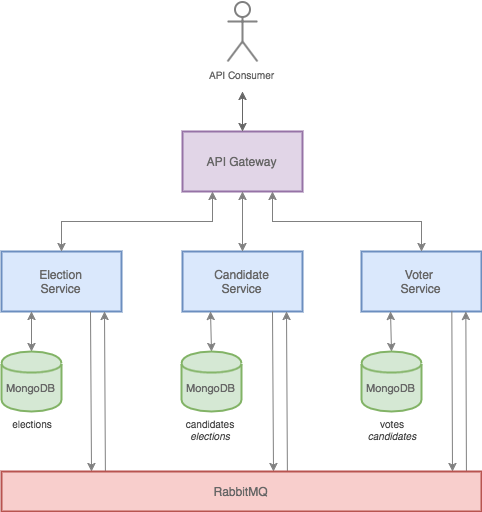 API Consumer
API Gateway
Election
Service
Candidate
Service
Voter
Service
MongoDB
MongoDB
MongoDB
elections
candidates
elections
votes
candidates
RabbitMQ